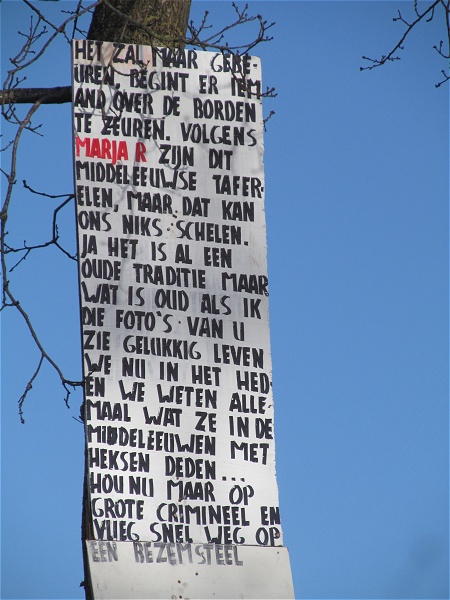 HET ZAL MAAR GEBE-
UREN, BEGINT ER IEM
AND OVER DE BORDEN
TE ZEUREN. VOLGENS
MARJA R ZIJN DIT
MIDDELEEUWSE TAFER-
ELEN, MAAR DAT KAN
ONS NIKS SCHELEN.
JA HET IS AL EEN
OUDE TRADITIE MAAR
WAT IS OUD ALS IK
DIE FOTO'S VAN U
ZIE GELUKKIG LEVEN
WE NU IN HET HED-
EN WE WETEN ALLE-
MAAL WAT ZE IN DE
MIDDELEEUWEN MET
HEKSEN DEDEN...
HOU NU MAAR OP
GROTE CRIMINEEL EN
VLIEG SNEL WEG OP
EEN BEZEMSTEEL